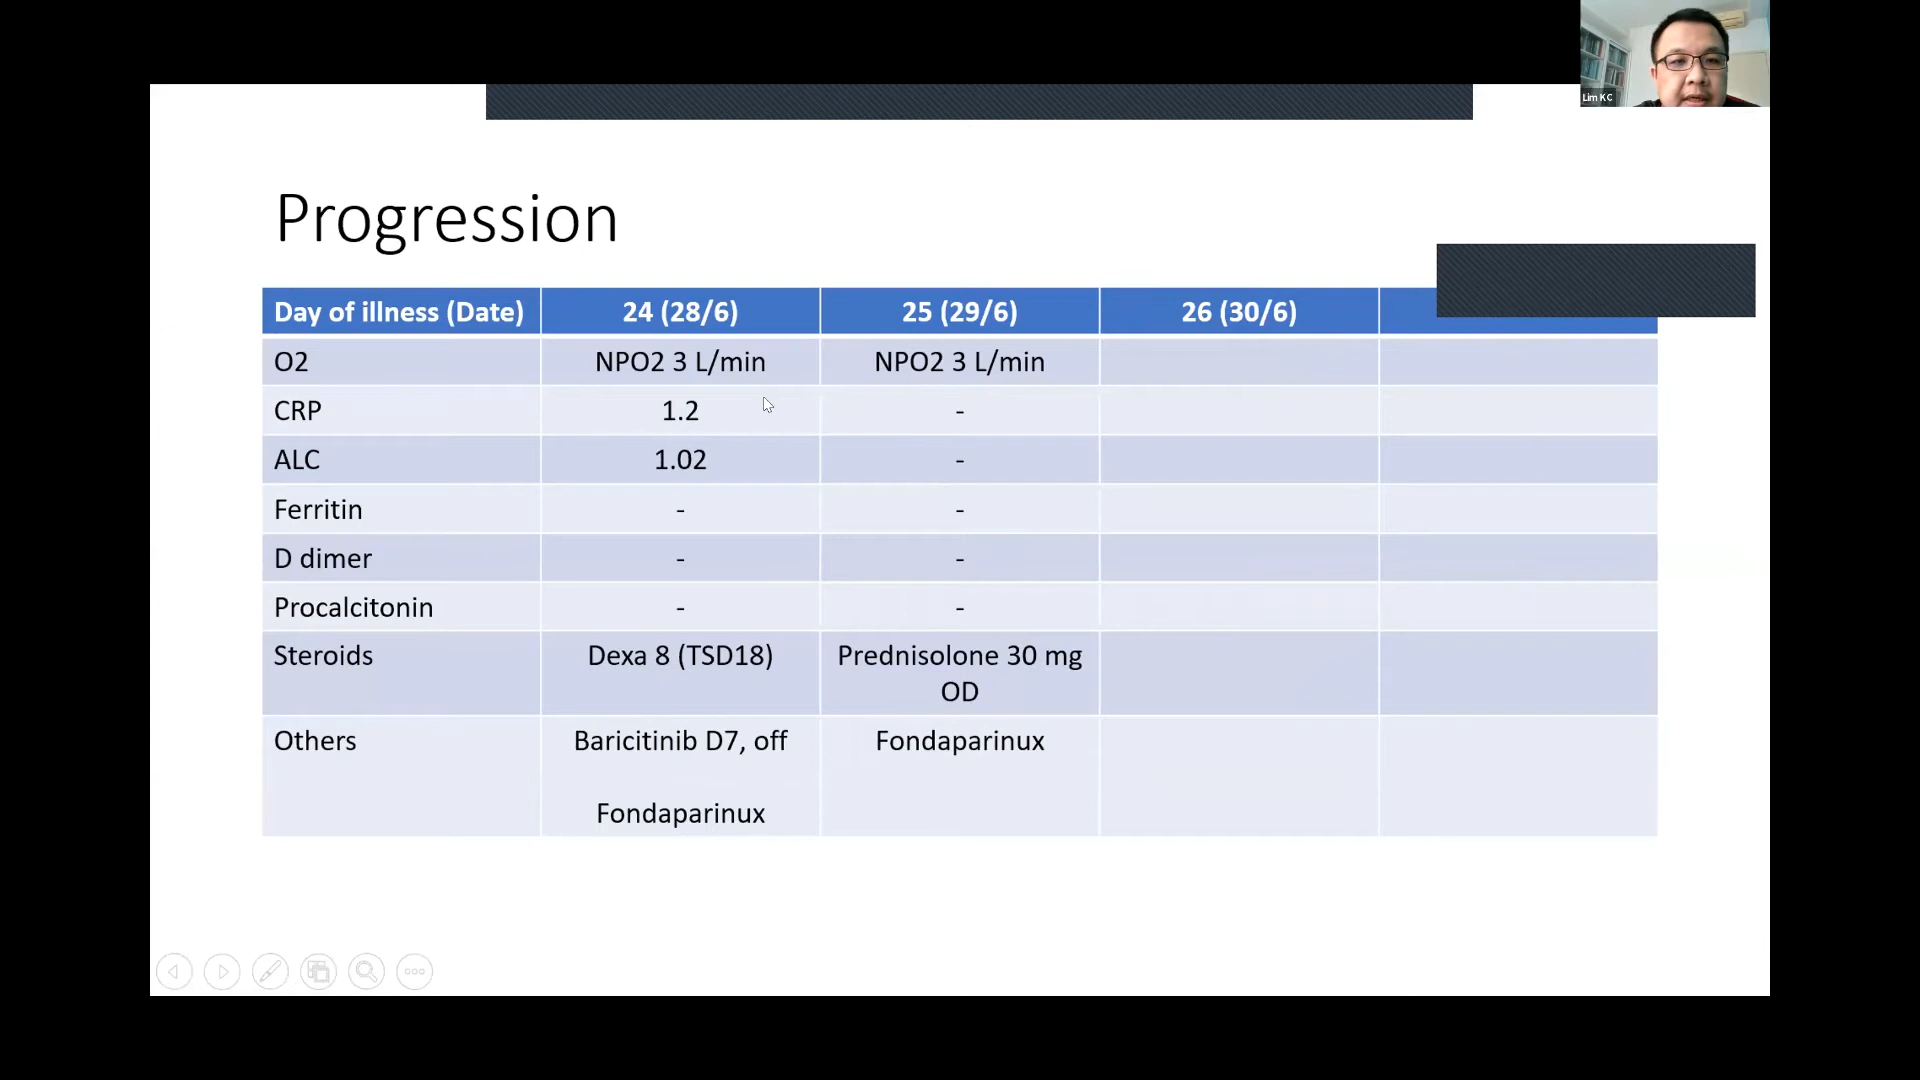 Lim KC
Progression
Day of illness (Date) 24 (28/6) 25 (29/6) 26 (30/6)
O2 NPO2 3 L/min NPO2 3 L/min
CRP 1.2 -
ALC 1.02 -
Ferritin - -
D dimer - -
Procalcitonin - -
Steroids Dexa 8 (TSD18) Prednisolone 30 mg
OD
Others Baricitinib D7, off Fondaparinux
Fondaparinux